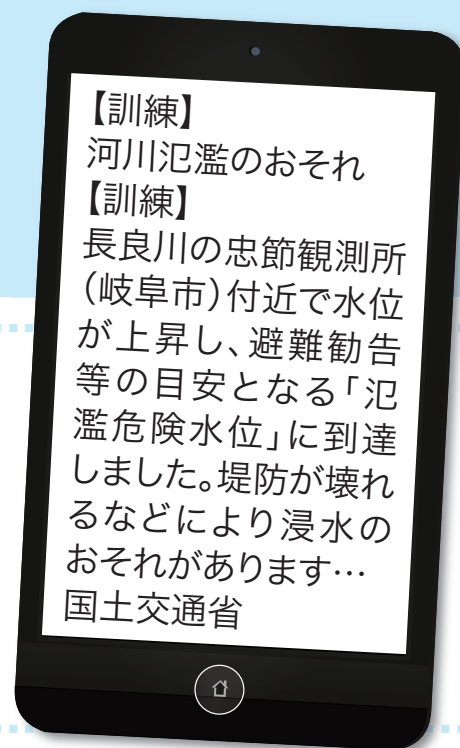 【訓練】
河川氾濫のおそれ
【訓練】
長良川の忠節観測所
（岐阜市）付近で水位
が上昇し、避難勧告
等の目安となる「氾
濫危険水位」に到達
しました。堤防が壊れ
るなどにより浸水の
おそれがあります…
国土交通省